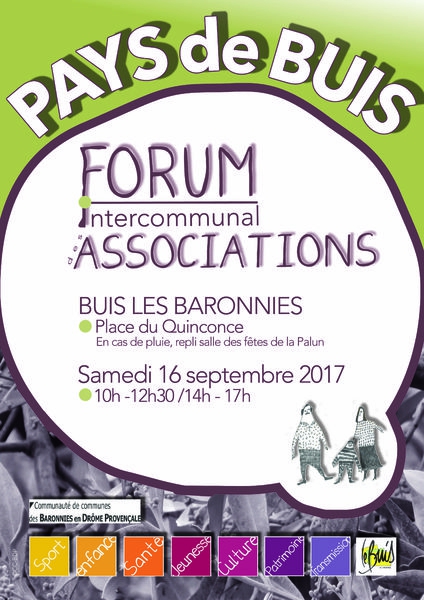 PAYS de BUIS
FORUM
intercommunal
des
ASSOCIATIONS
BUIS LES BARONNIES
Place du Quinconce
En cas de pluie, repli salle des fêtes de la Palun
Samedi 16 septembre 2017
10h -12h30 /14h - 17h
Communauté de communes
des BARONNIES EN DRÔME PROVENÇALE
Sport
enfance
Santé
Jeunesse
Culture
Patrimoine
Transmission
le Buis